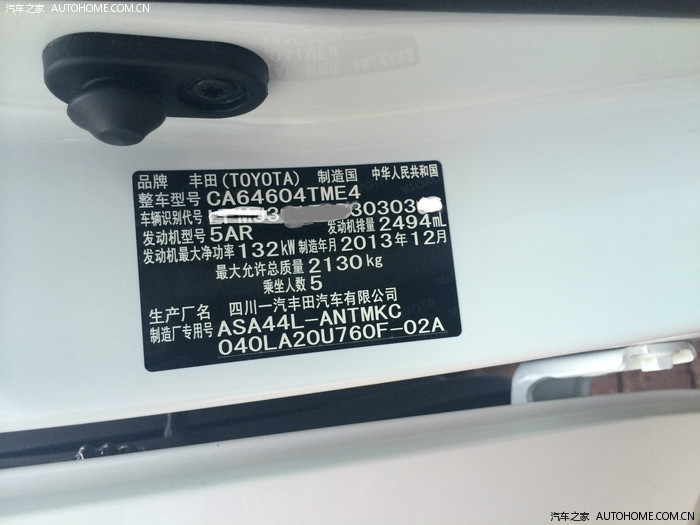 汽车之家 AUTOHOME.COM.CN
品牌 丰田(TOYOTA) 制造国 中华人民共和国
整车型号 CA64604TME4
车辆识别代号 30303
发动机型号 5AR 发动机排量 2494mL
发动机最大净功率 132kW 制造年月 2013年12月
最大允许总质量 2130kg
乘坐人数 5
生产厂名 四川一汽丰田汽车有限公司
制造厂专用号 ASA44L-ANTMKC
040LA20U760F-02A
汽车之家 AUTOHOME.COM.CN